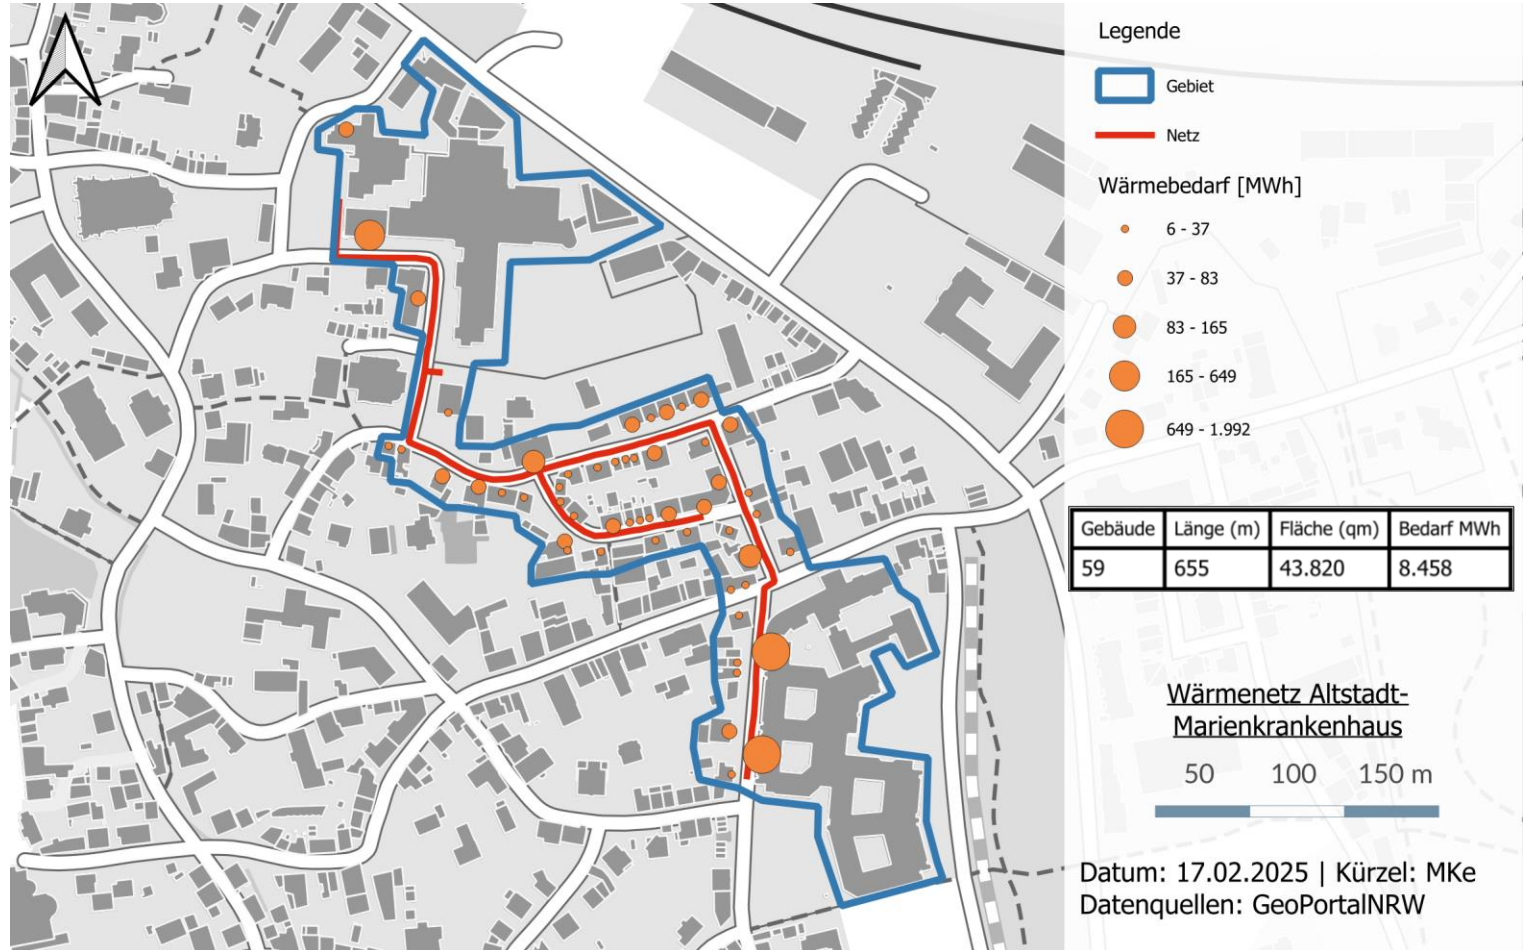 Legende
Gebiet
Netz
Wärmebedarf [MWh]
6 - 37
37 - 83
83 - 165
165 - 649
649 - 1.992
Gebäude Länge (m) Fläche (qm) Bedarf MWh
59 655 43.820 8.458
Wärmenetz Altstadt-
Marienkrankenhaus
50 100 150 m
Datum: 17.02.2025 | Kürzel: MKe
Datenquellen: GeoPortalNRW